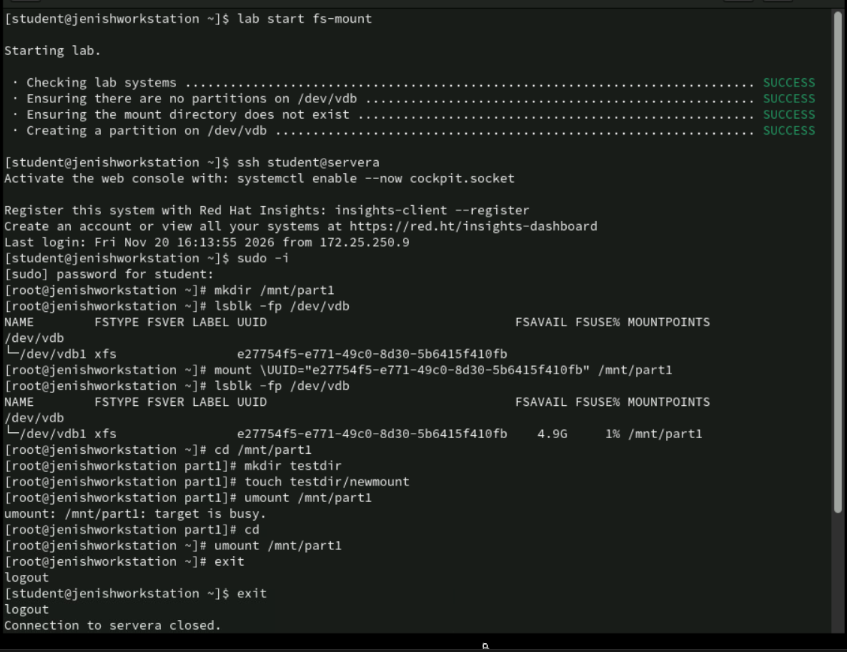 [student@jenishworkstation ~]$ lab start fs-mount
Starting lab.
· Checking lab systems ............................................................................ SUCCESS
· Ensuring there are no partitions on /dev/vdb .................................................... SUCCESS
· Ensuring the mount directory does not exist ..................................................... SUCCESS
· Creating a partition on /dev/vdb ................................................................ SUCCESS
[student@jenishworkstation ~]$ ssh student@servera
Activate the web console with: systemctl enable --now cockpit.socket
Register this system with Red Hat Insights: insights-client --register
Create an account or view all your systems at https://red.ht/insights-dashboard
Last login: Fri Nov 20 16:13:55 2026 from 172.25.250.9
[student@jenishworkstation ~]$ sudo -i
[sudo] password for student:
[root@jenishworkstation ~]# mkdir /mnt/part1
[root@jenishworkstation ~]# lsblk -fp /dev/vdb
NAME        FSTYPE FSVER LABEL UUID                                 FSAVAIL FSUSE% MOUNTPOINTS
/dev/vdb
└─/dev/vdb1 xfs                e27754f5-e771-49c0-8d30-5b6415f410fb
[root@jenishworkstation ~]# mount \UUID="e27754f5-e771-49c0-8d30-5b6415f410fb" /mnt/part1
[root@jenishworkstation ~]# lsblk -fp /dev/vdb
NAME        FSTYPE FSVER LABEL UUID                                 FSAVAIL FSUSE% MOUNTPOINTS
/dev/vdb
└─/dev/vdb1 xfs                e27754f5-e771-49c0-8d30-5b6415f410fb    4.9G     1% /mnt/part1
[root@jenishworkstation ~]# cd /mnt/part1
[root@jenishworkstation part1]# mkdir testdir
[root@jenishworkstation part1]# touch testdir/newmount
[root@jenishworkstation part1]# umount /mnt/part1
umount: /mnt/part1: target is busy.
[root@jenishworkstation part1]# cd
[root@jenishworkstation ~]# umount /mnt/part1
[root@jenishworkstation ~]# exit
logout
[student@jenishworkstation ~]$ exit
logout
Connection to servera closed.